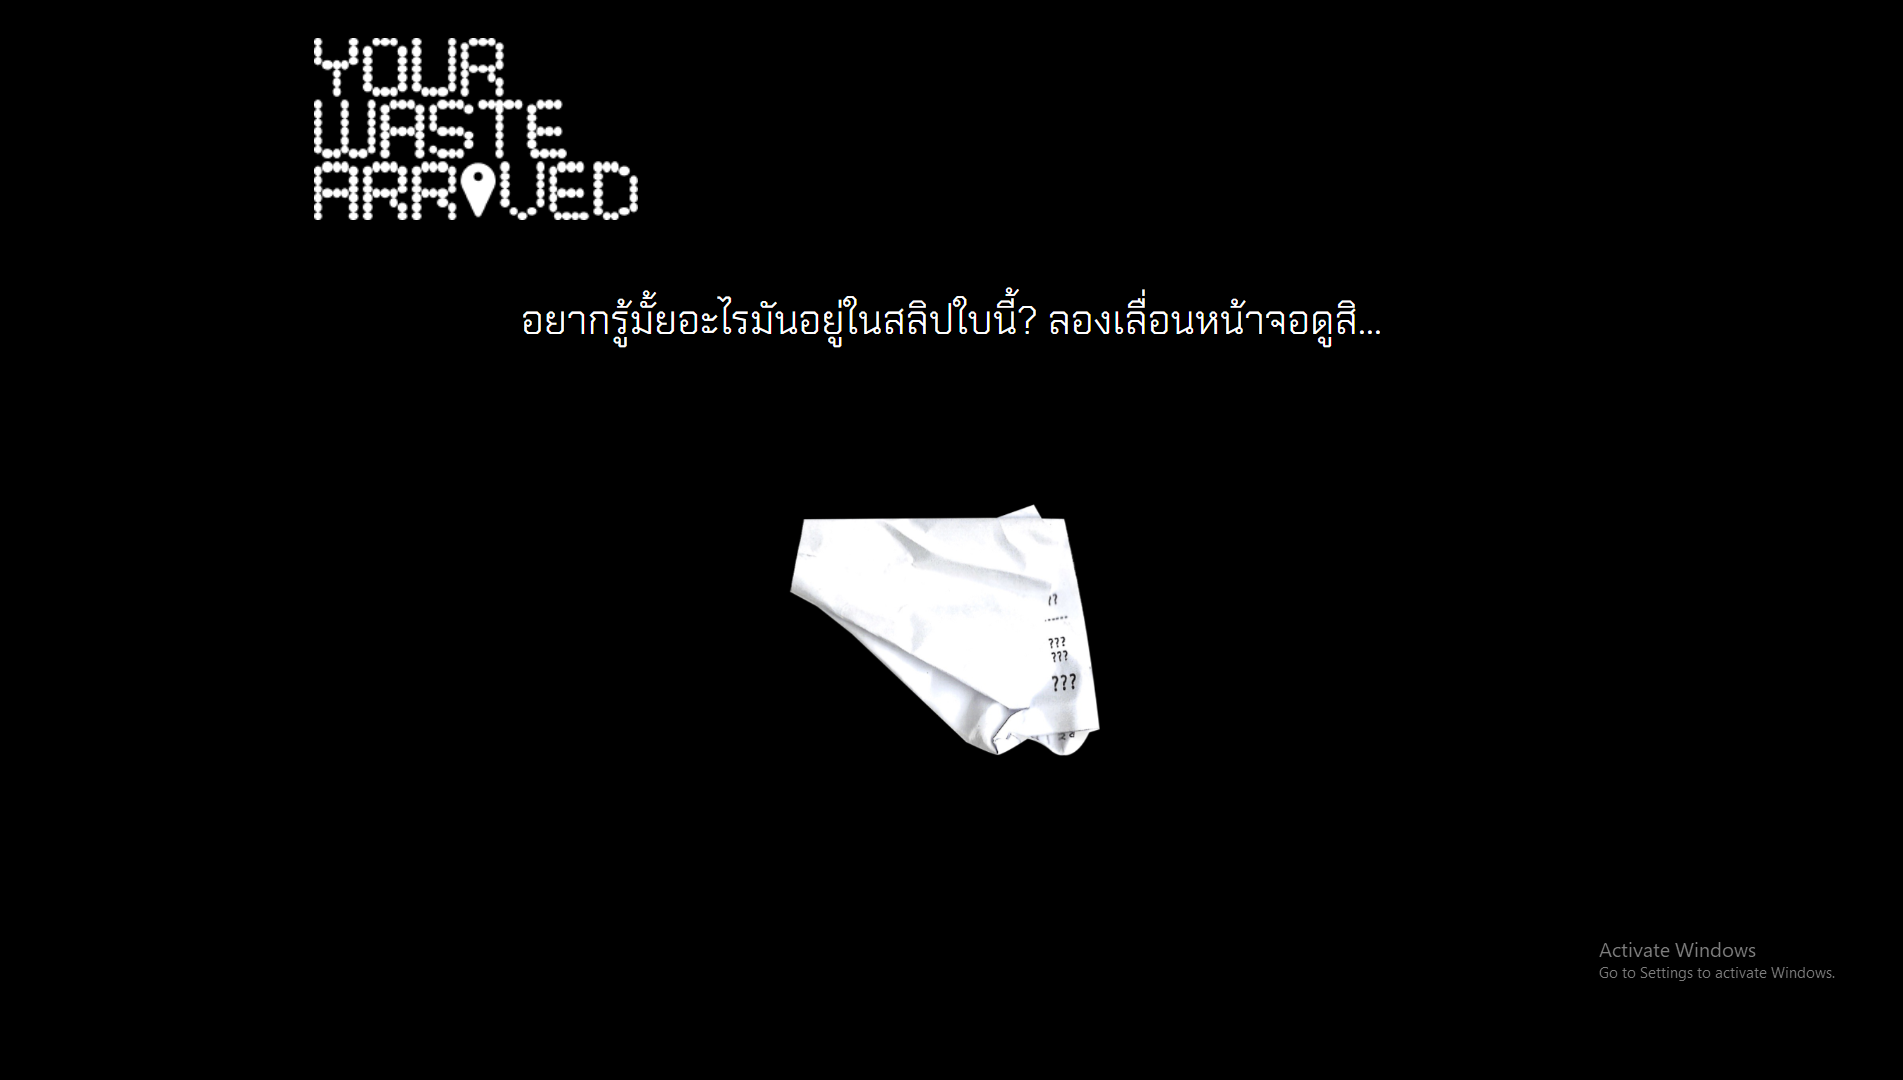 YOUR
WASTE
ARRIVED
อยากรู้มั้ยอะไรมันอยู่ในสลิปใบนี้? ลองเลื่อนหน้าจอดูสิ...
??
------
???
???
???
Activate Windows
Go to Settings to activate Windows.